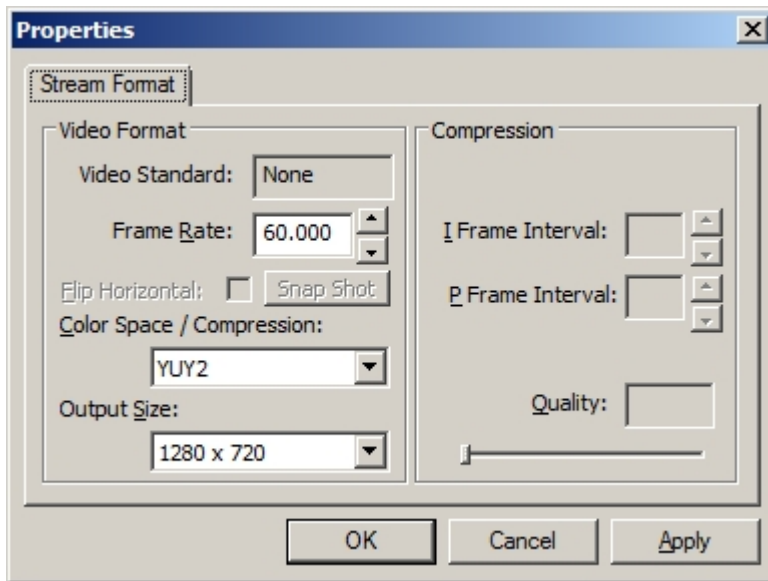 Properties
Stream Format
Video Format
Video Standard: None
Frame Rate: 60.000
Flip Horizontal: Snap Shot
Color Space / Compression:
YUY2
Output Size:
1280 x 720
Compression
I Frame Interval:
P Frame Interval:
Quality:
OK Cancel Apply